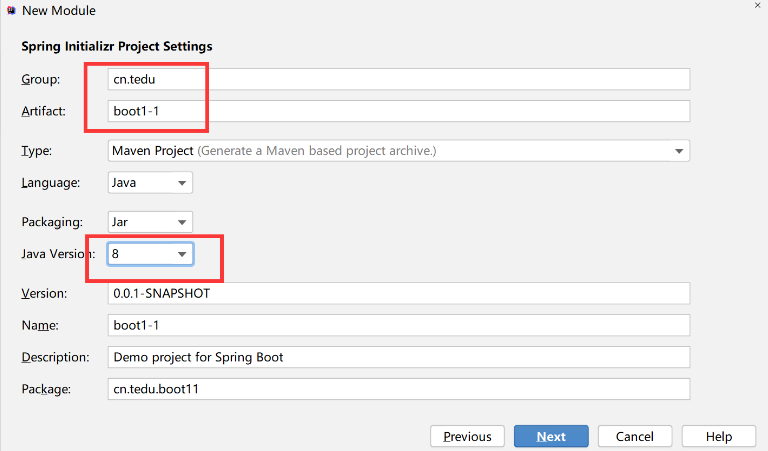 New Module
Spring Initializr Project Settings
Group: cn.tedu
Artifact: boot1-1
Type: Maven Project (Generate a Maven based project archive.)
Language: Java
Packaging: Jar
Java Version: 8
Version: 0.0.1-SNAPSHOT
Name: boot1-1
Description: Demo project for Spring Boot
Package: cn.tedu.boot11
Previous Next Cancel Help